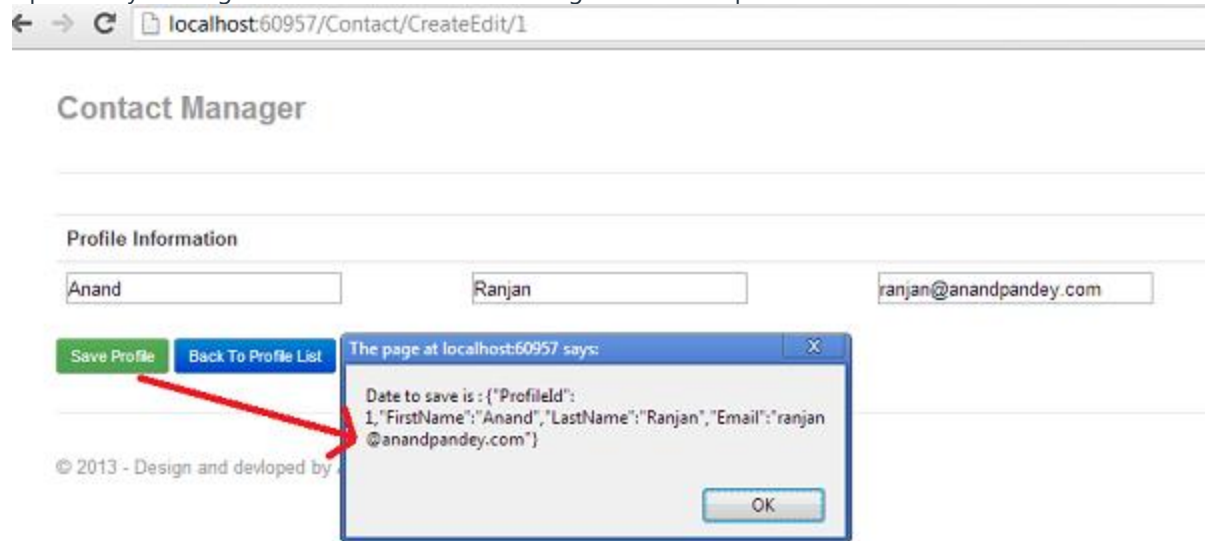 localhost:60957/Contact/CreateEdit/1
Contact Manager
Profile Information
Anand Ranjan ranjan@anandpandey.com
Save Profile Back To Profile List
The page at localhost:60957 says: X
Date to save is : {"ProfileId":
1,"FirstName":"Anand","LastName":"Ranjan","Email":"ranjan
@anandpandey.com"}
OK
© 2013 - Design and devloped by